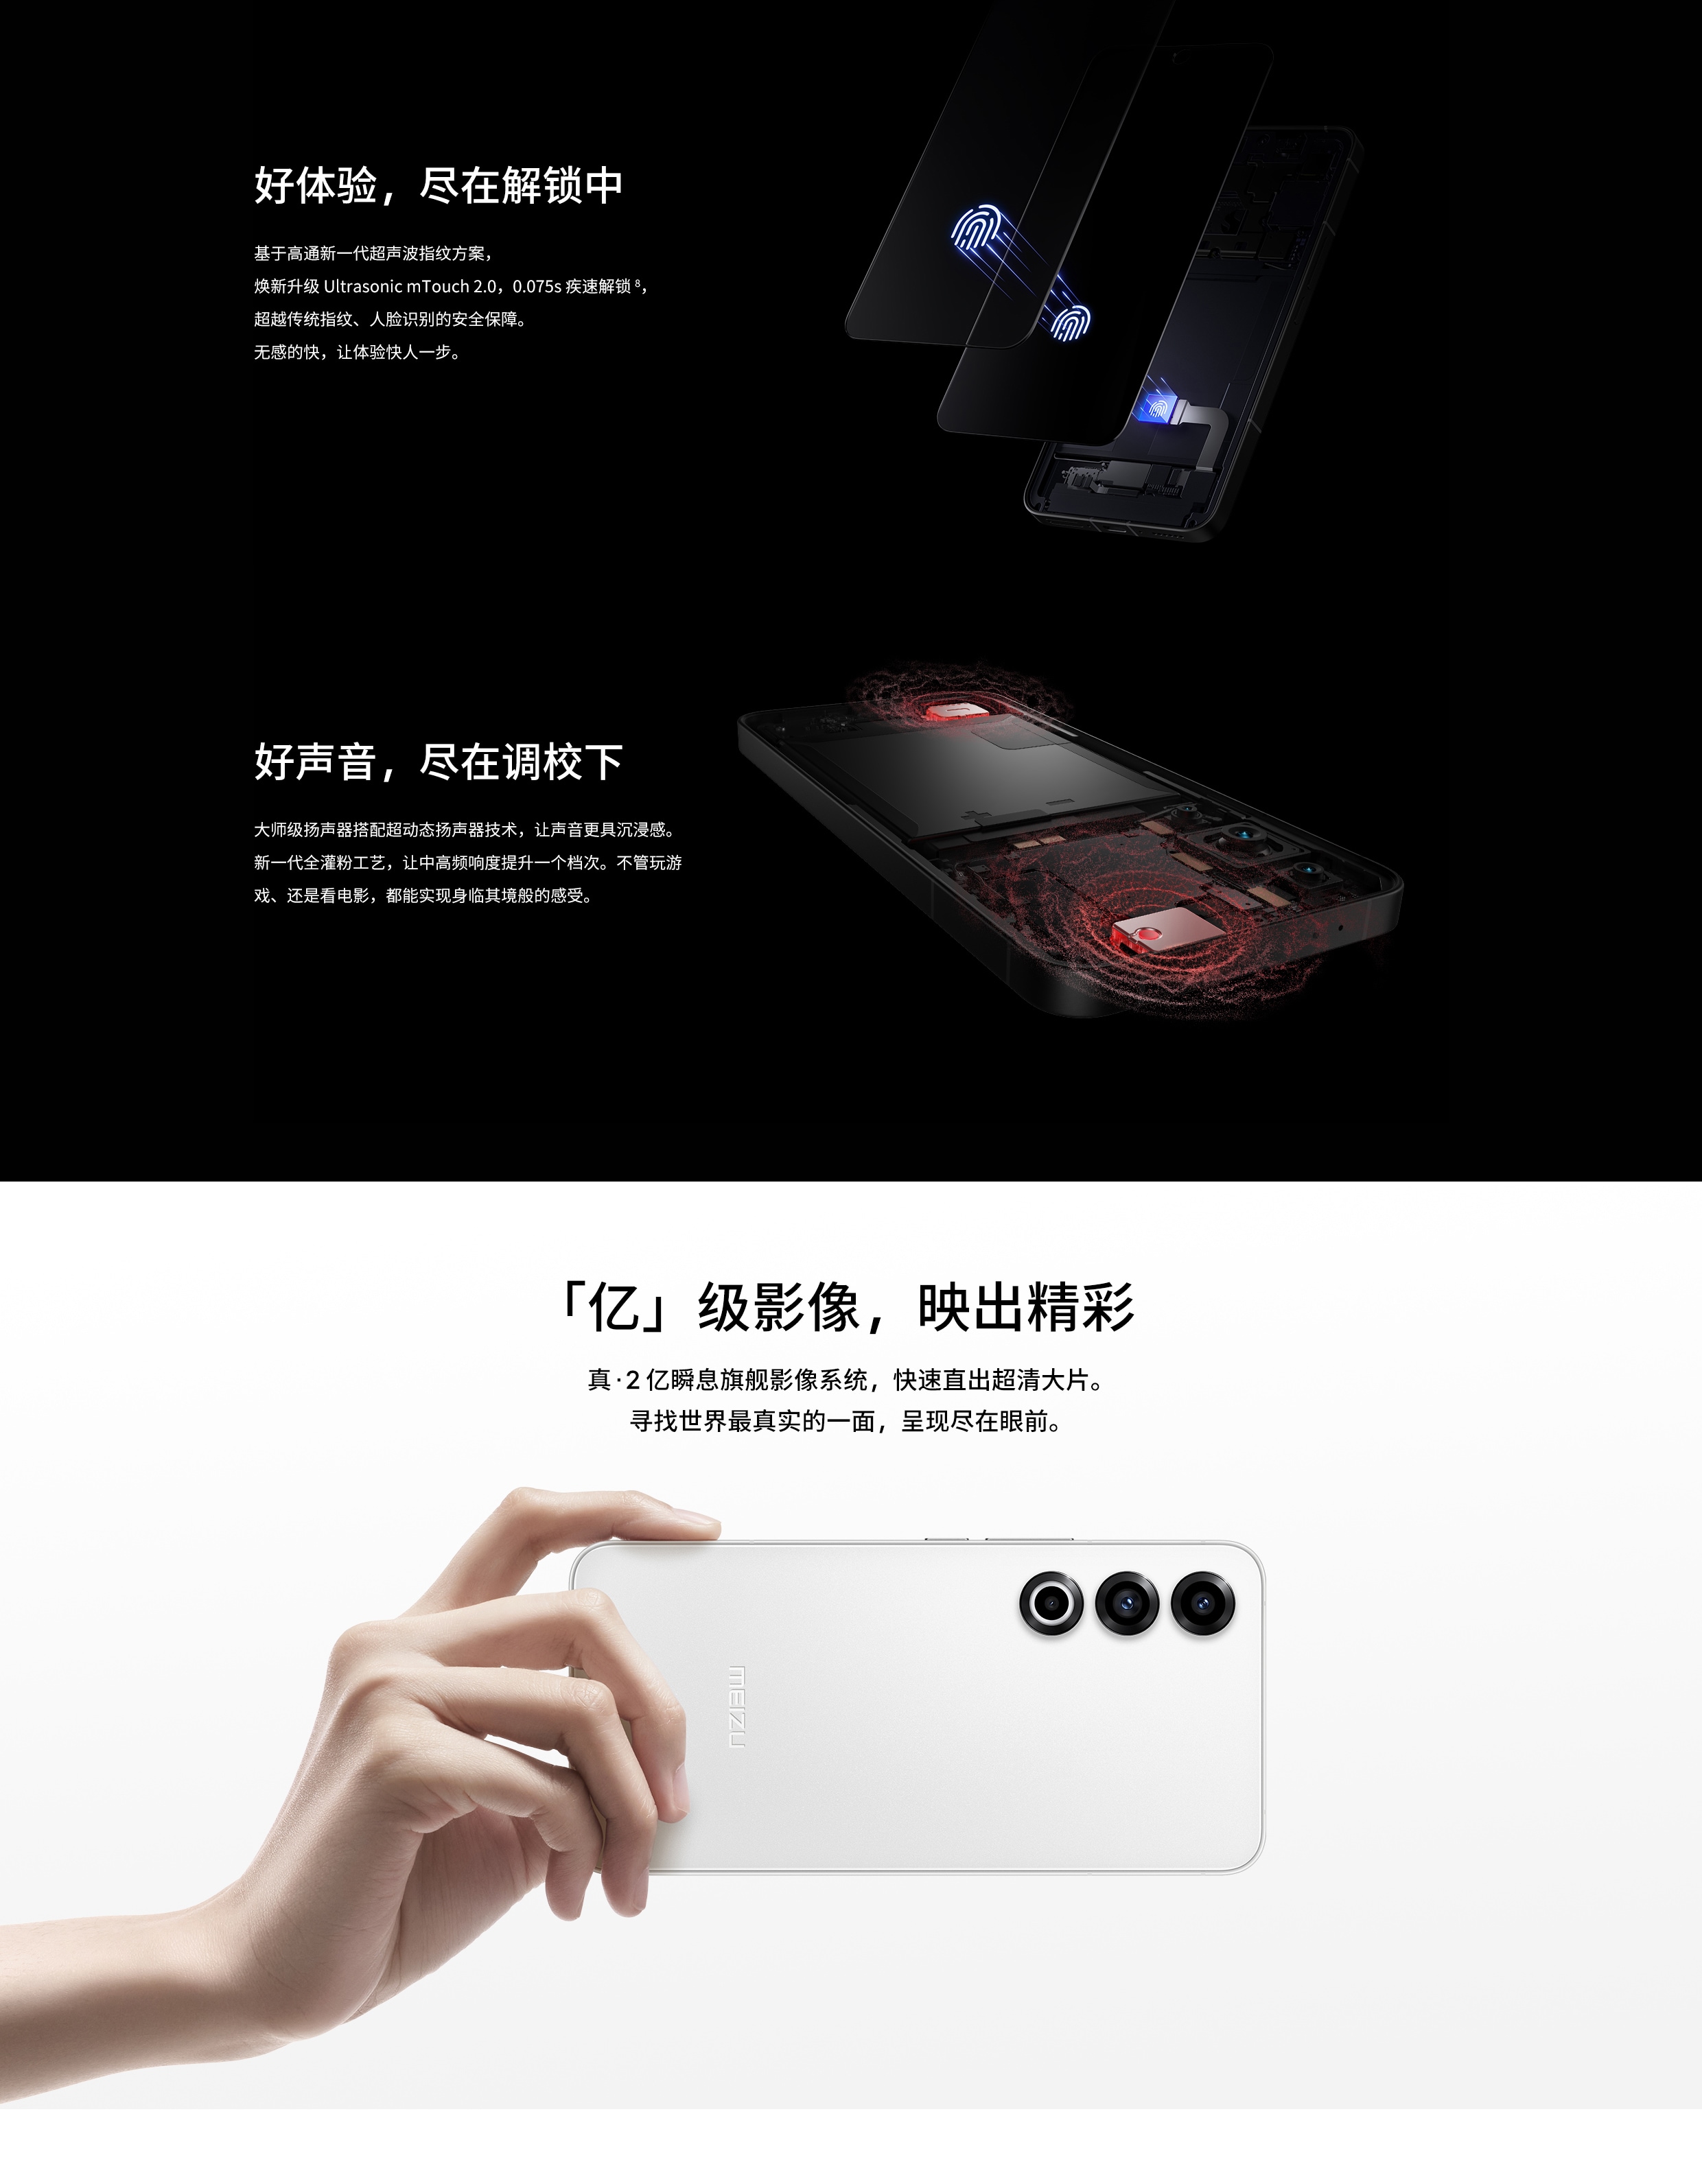 好体验，尽在解锁中
基于高通新一代超声波指纹方案，
焕新升级 Ultrasonic mTouch 2.0，0.075s 疾速解锁 ⁸，
超越传统指纹、人脸识别的安全保障。
无感的快，让体验快人一步。
好声音，尽在调校下
大师级扬声器搭配超动态扬声器技术，让声音更具沉浸感。
新一代全灌粉工艺，让中高频响度提升一个档次。不管玩游
戏、还是看电影，都能实现身临其境般的感受。
「亿」级影像，映出精彩
真·2 亿瞬息旗舰影像系统，快速直出超清大片。
寻找世界最真实的一面，呈现尽在眼前。
MEIZU